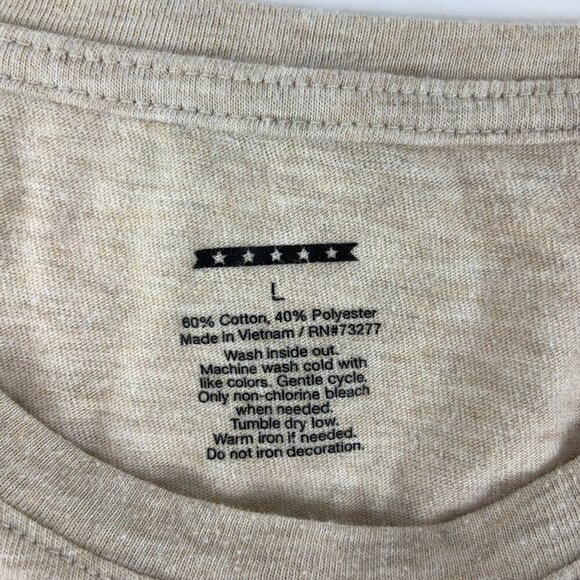 L
60% Cotton, 40% Polyester
Made in Vietnam / RN#73277
Wash inside out.
Machine wash cold with
like colors. Gentle cycle.
Only non-chlorine bleach
when needed.
Tumble dry low.
Warm iron if needed.
Do not iron decoration.